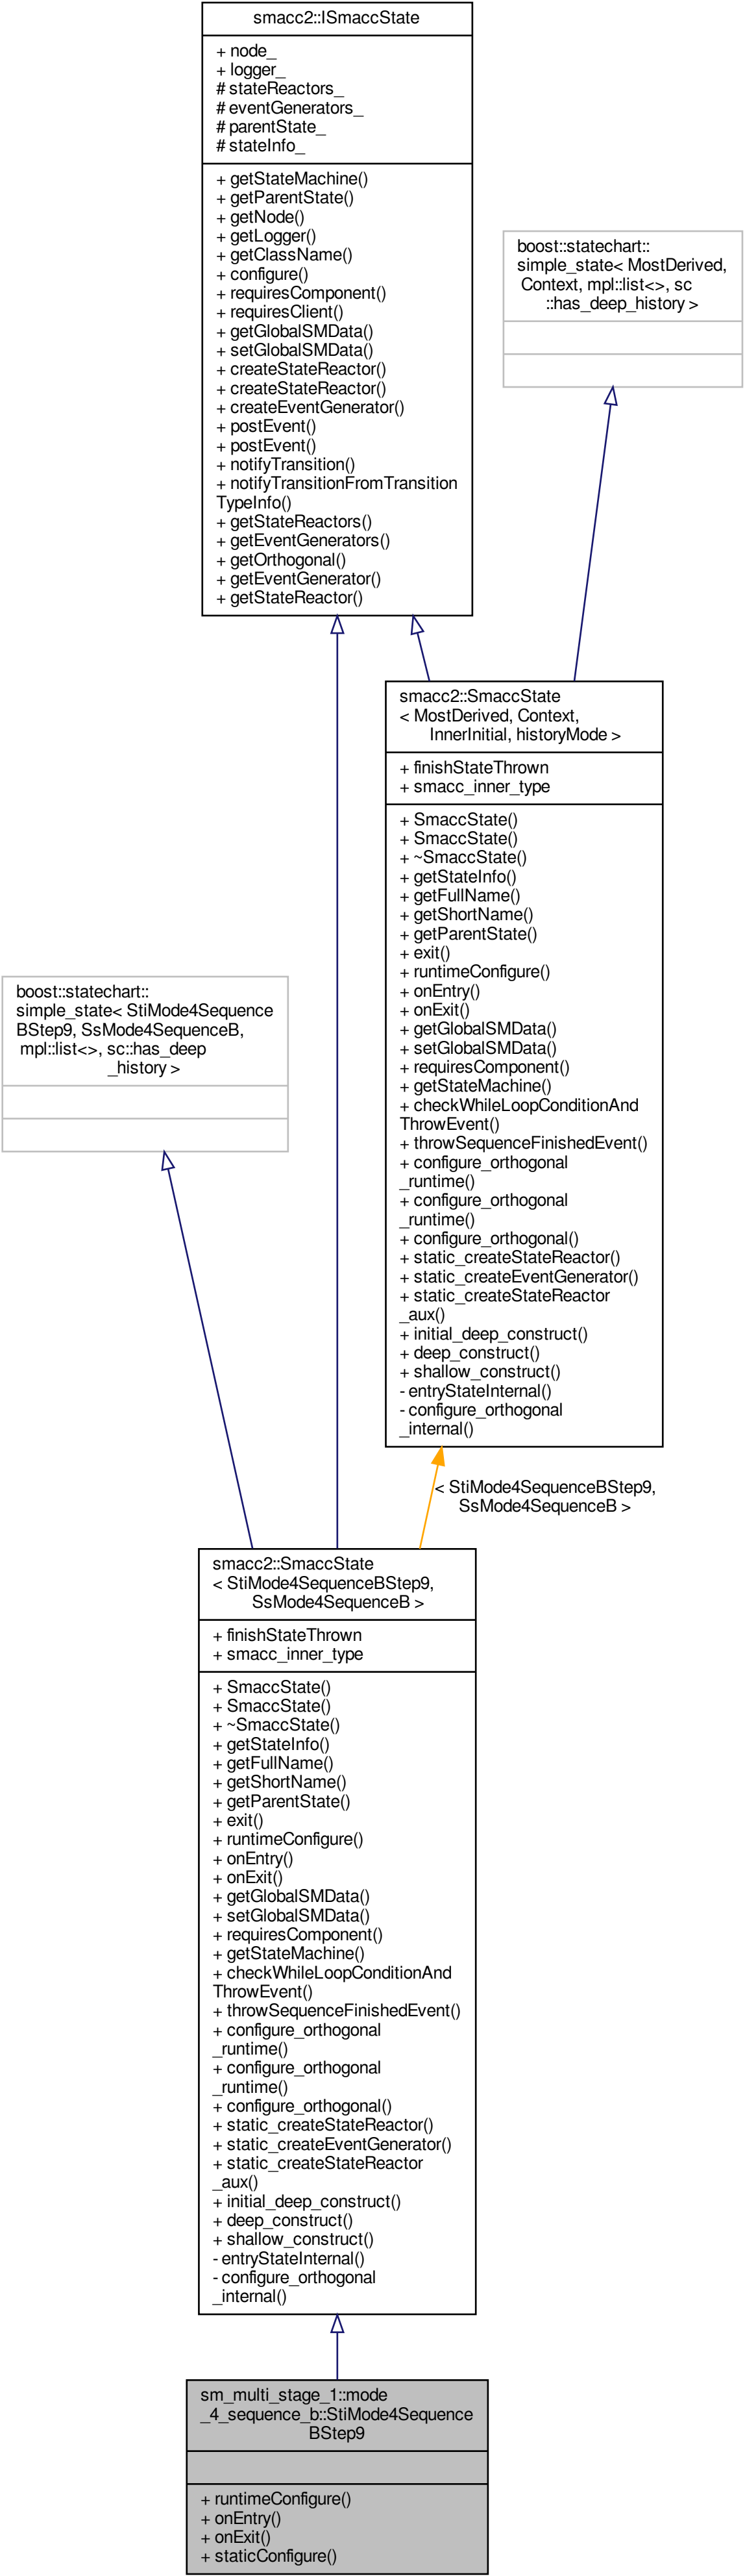 smacc2::ISmaccState
+ node_
+ logger_
# stateReactors_
# eventGenerators_
# parentState_
# stateInfo_
+ getStateMachine()
+ getParentState()
+ getNode()
+ getLogger()
+ getClassName()
+ configure()
+ requiresComponent()
+ requiresClient()
+ getGlobalSMData()
+ setGlobalSMData()
+ createStateReactor()
+ createStateReactor()
+ createEventGenerator()
+ postEvent()
+ postEvent()
+ notifyTransition()
+ notifyTransitionFromTransition
TypeInfo()
+ getStateReactors()
+ getEventGenerators()
+ getOrthogonal()
+ getEventGenerator()
+ getStateReactor()
boost::statechart::
simple_state< MostDerived,
Context, mpl::list<>, sc
::has_deep_history >
smacc2::SmaccState
< MostDerived, Context,
InnerInitial, historyMode >
+ finishStateThrown
+ smacc_inner_type
+ SmaccState()
+ SmaccState()
+ ~SmaccState()
+ getStateInfo()
+ getFullName()
+ getShortName()
+ getParentState()
+ exit()
+ runtimeConfigure()
+ onEntry()
+ onExit()
+ getGlobalSMData()
+ setGlobalSMData()
+ requiresComponent()
+ getStateMachine()
+ checkWhileLoopConditionAnd
ThrowEvent()
+ throwSequenceFinishedEvent()
+ configure_orthogonal
_runtime()
+ configure_orthogonal
_runtime()
+ configure_orthogonal()
+ static_createStateReactor()
+ static_createEventGenerator()
+ static_createStateReactor
_aux()
+ initial_deep_construct()
+ deep_construct()
+ shallow_construct()
- entryStateInternal()
- configure_orthogonal
_internal()
boost::statechart::
simple_state< StiMode4Sequence
BStep9, SsMode4SequenceB,
mpl::list<>, sc::has_deep
_history >
< StiMode4SequenceBStep9,
SsMode4SequenceB >
smacc2::SmaccState
< StiMode4SequenceBStep9,
SsMode4SequenceB >
+ finishStateThrown
+ smacc_inner_type
+ SmaccState()
+ SmaccState()
+ ~SmaccState()
+ getStateInfo()
+ getFullName()
+ getShortName()
+ getParentState()
+ exit()
+ runtimeConfigure()
+ onEntry()
+ onExit()
+ getGlobalSMData()
+ setGlobalSMData()
+ requiresComponent()
+ getStateMachine()
+ checkWhileLoopConditionAnd
ThrowEvent()
+ throwSequenceFinishedEvent()
+ configure_orthogonal
_runtime()
+ configure_orthogonal
_runtime()
+ configure_orthogonal()
+ static_createStateReactor()
+ static_createEventGenerator()
+ static_createStateReactor
_aux()
+ initial_deep_construct()
+ deep_construct()
+ shallow_construct()
- entryStateInternal()
- configure_orthogonal
_internal()
sm_multi_stage_1::mode
_4_sequence_b::StiMode4Sequence
BStep9
+ runtimeConfigure()
+ onEntry()
+ onExit()
+ staticConfigure()